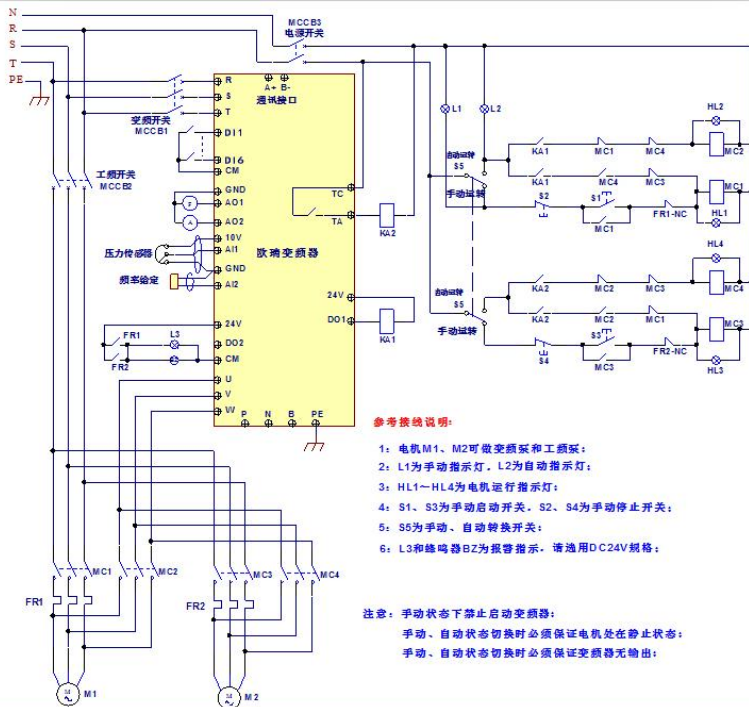 N
R
S
T
PE
MCCB3
电源开关
A+ B-
通讯接口
R
S
T
变频开关
MCCB1
工频开关
MCCB2
DI1
DI6
CM
GND
AO1
AO2
10V
AI1
GND
AI2
压力传感器
频率给定
欧瑞变频器
TC
TA
KA2
24V
DO1
KA1
24V
DO2
CM
FR1
FR2
L3
U
V
W
P N B PE
L1
L2
自动运转
S5
手动运转
KA1 MC1 MC4
HL2
MC2
KA1 MC4 MC3
MC1
S2
S1
MC1
FR1-NC
HL1
自动运转
S5
手动运转
KA2 MC2 MC3
HL4
MC4
KA2 MC2 MC1
MC3
S4
S3
MC3
FR2-NC
HL3
参考接线说明:
1: 电机M1、M2可做变频泵和工频泵;
2: L1为手动指示灯, L2为自动指示灯;
3: HL1~HL4为电机运行指示灯;
4: S1、S3为手动启动开关, S2、S4为手动停止开关;
5: S5为手动、自动转换开关;
6: L3和蜂鸣器BZ为报警指示, 请选用DC24V规格;
注意: 手动状态下禁止启动变频器;
手动、自动状态切换时必须保证电机处在静止状态;
手动、自动状态切换时必须保证变频器无输出;
MC1
MC2
MC3
MC4
FR1
FR2
M
M1
M
M2